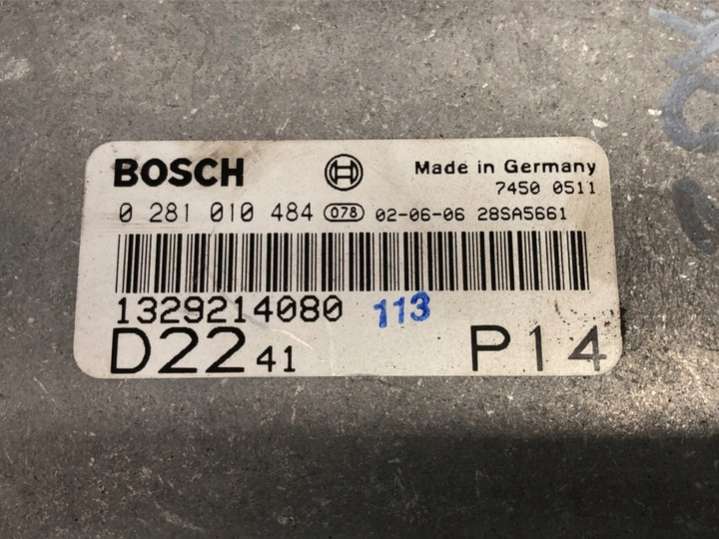 BOSCH Made in Germany
7450 0511
0 281 010 484 078 02-06-06 28SA5661
1329214080 113
D22 41 P14